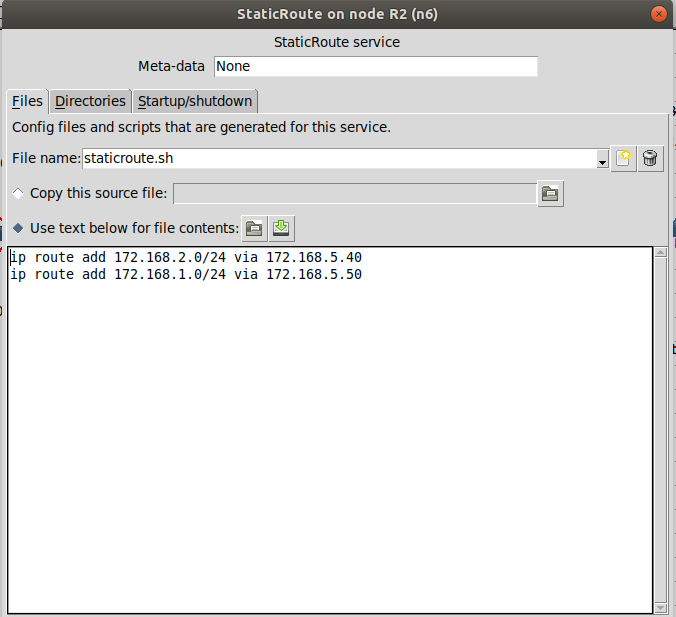 StaticRoute on node R2 (n6)
StaticRoute service
Meta-data None
Files Directories Startup/shutdown
Config files and scripts that are generated for this service.
File name: staticroute.sh
Copy this source file:
Use text below for file contents:
ip route add 172.168.2.0/24 via 172.168.5.40
ip route add 172.168.1.0/24 via 172.168.5.50